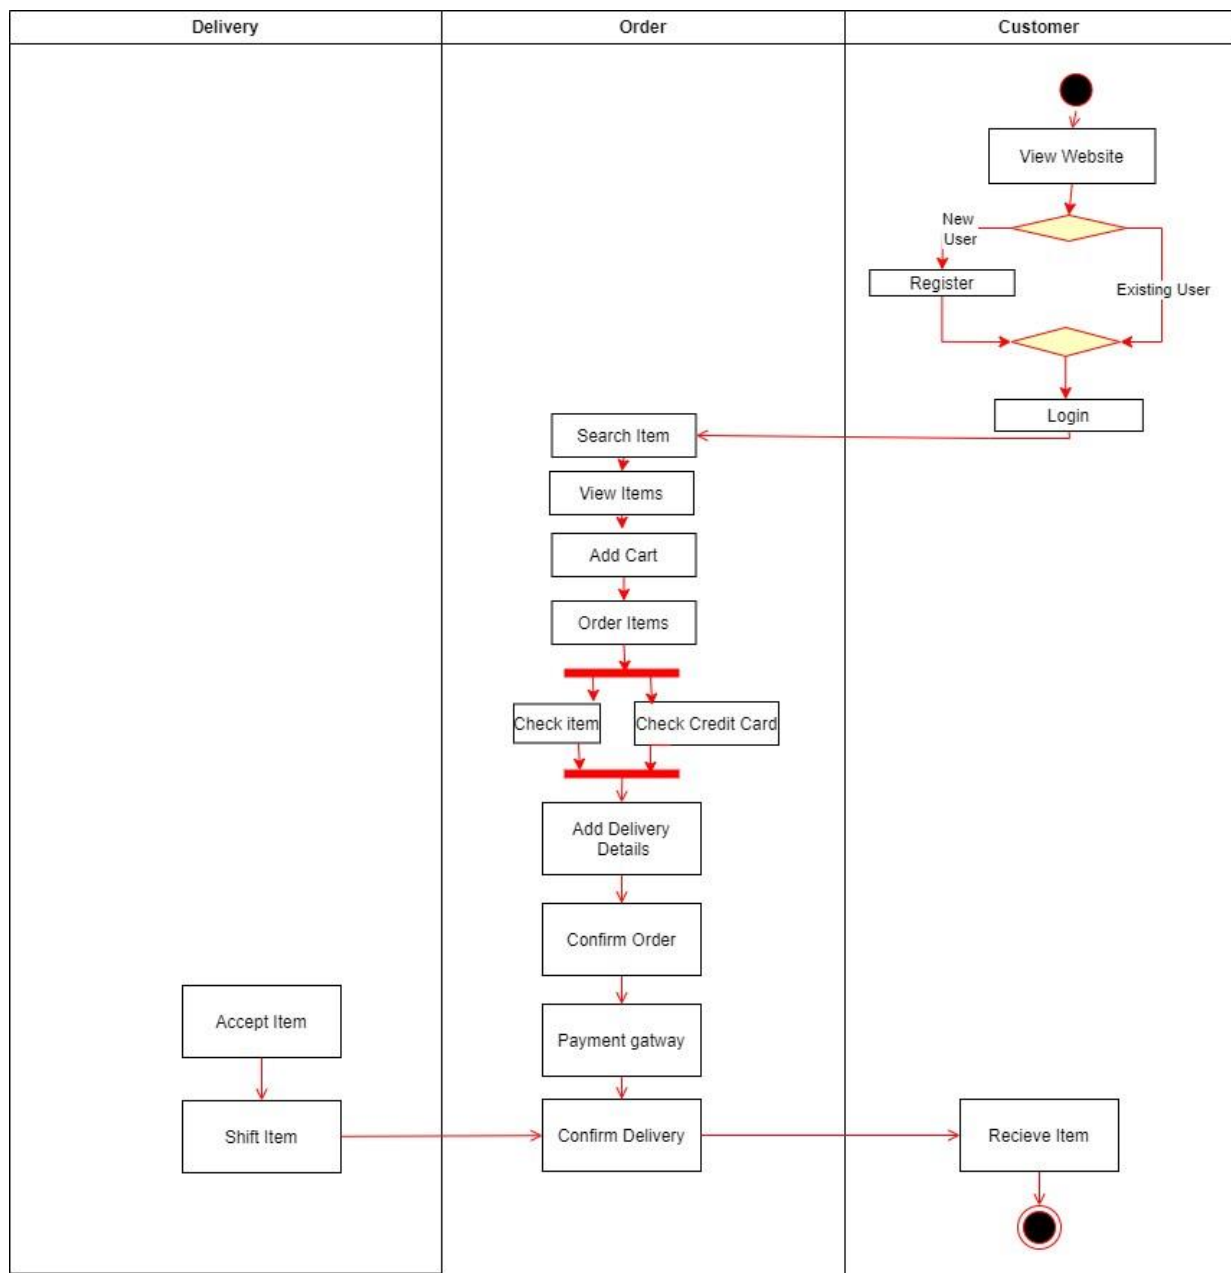 Delivery
Order
Customer
View Website
New
User
Register
Existing User
Login
Search Item
View Items
Add Cart
Order Items
Check item
Check Credit Card
Add Delivery
Details
Confirm Order
Accept Item
Payment gatway
Shift Item
Confirm Delivery
Recieve Item